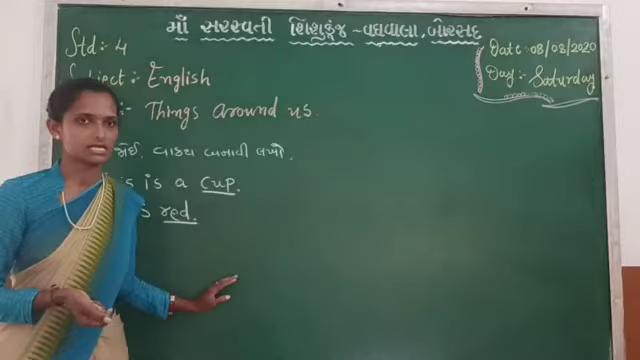 માઁ સરસ્વતી શિશુકુંજ - વઘવાલા, બોરસદ
Std :- 4
Date :- 08/08/2020
Day :- Saturday
Subject :- English
:- Things around us.
જોઈ, વાક્ય બનાવી લખો.
is is a cup.
s red.